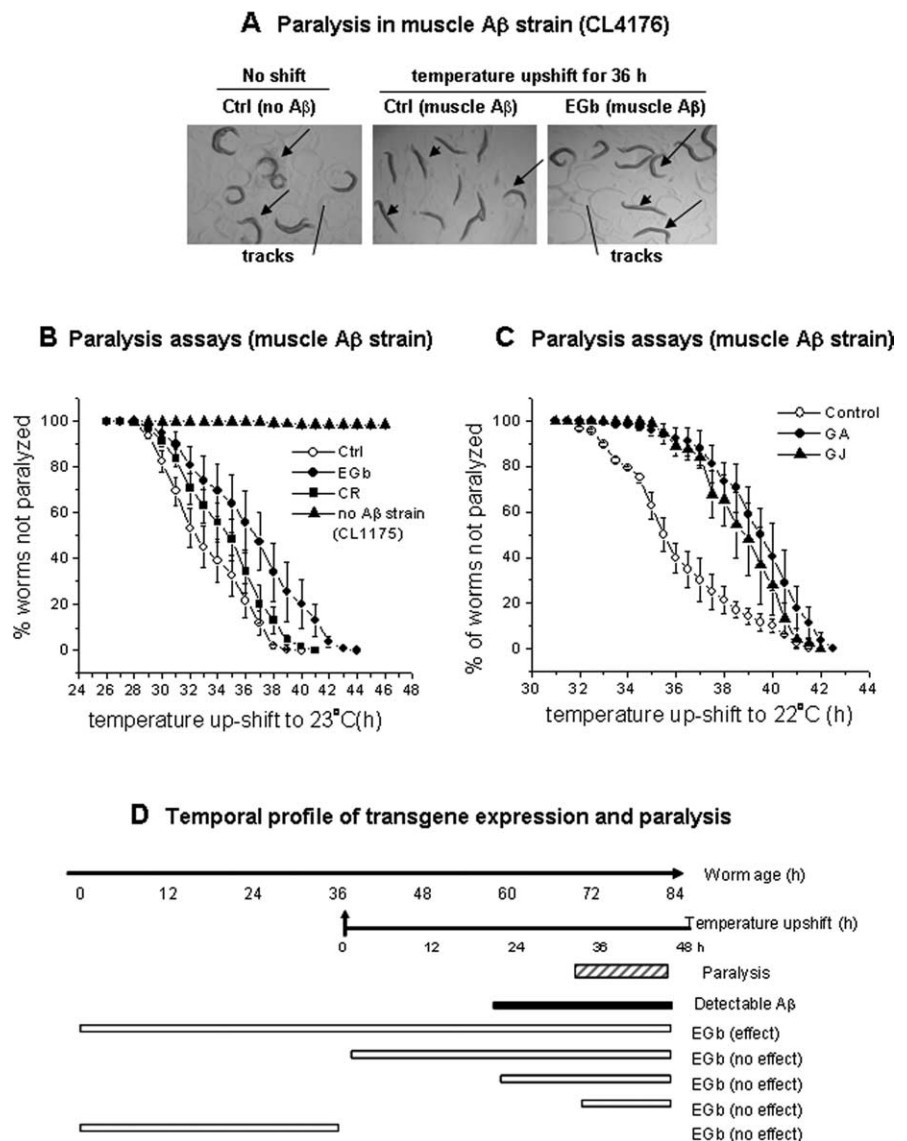 A Paralysis in muscle Aβ strain (CL4176)
No shift
temperature upshift for 36 h
Ctrl (no Aβ)
Ctrl (muscle Aβ)
EGb (muscle Aβ)
tracks
tracks
B Paralysis assays (muscle Aβ strain)
% worms not paralyzed
100
80
60
40
20
0
Ctrl
EGb
CR
no Aβ strain
(CL1175)
24 26 28 30 32 34 36 38 40 42 44 46 48
temperature up-shift to 23°C(h)
C Paralysis assays (muscle Aβ strain)
% of worms not paralyzed
100
80
60
40
20
0
Control
GA
GJ
30 32 34 36 38 40 42 44
temperature up-shift to 22°C (h)
D Temporal profile of transgene expression and paralysis
Worm age (h)
0 12 24 36 48 60 72 84
Temperature upshift (h)
0 12 24 36 48 h
Paralysis
Detectable Aβ
EGb (effect)
EGb (no effect)
EGb (no effect)
EGb (no effect)
EGb (no effect)